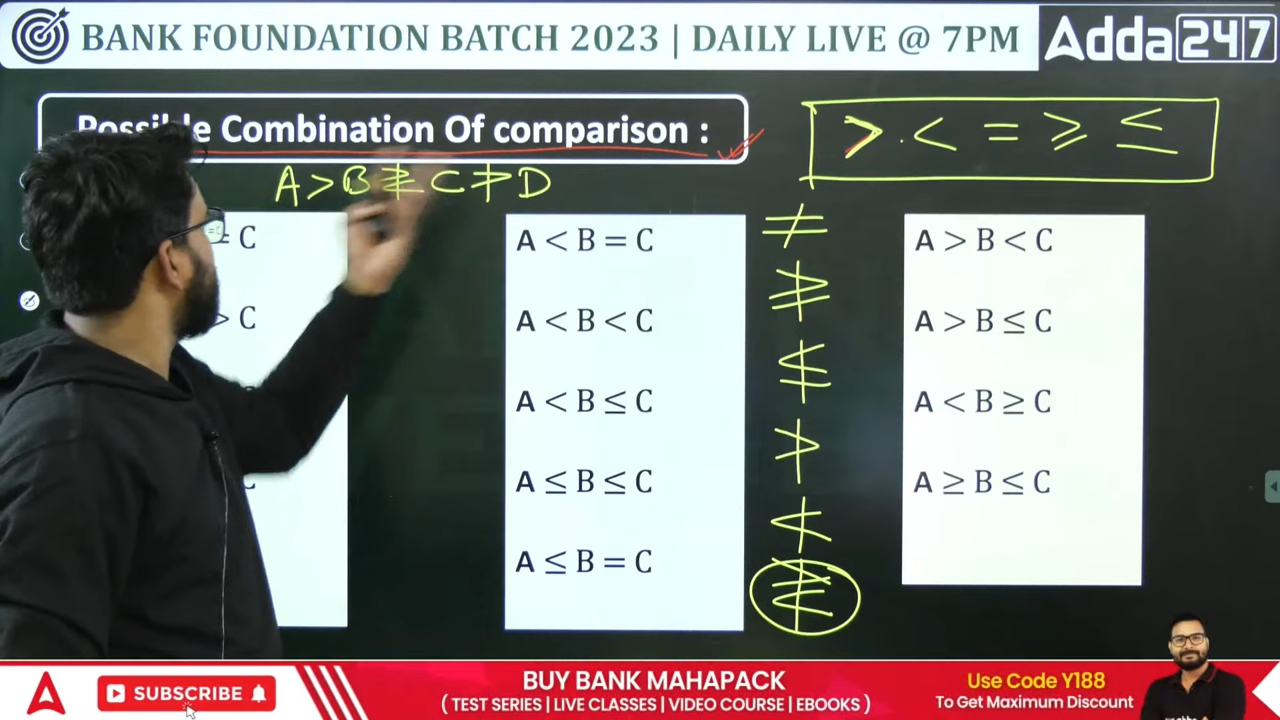 BANK FOUNDATION BATCH 2023 | DAILY LIVE @ 7PM
Adda247
Possible Combination Of comparison :
> . < = ≥ ≤
A > B ≱ C ≯ D
= C
> C
A < B = C
A < B < C
A < B ≤ C
A ≤ B ≤ C
A ≤ B = C
≠
≱
≰
≯
≮
A > B < C
A > B ≤ C
A < B ≥ C
A ≥ B ≤ C
SUBSCRIBE
BUY BANK MAHAPACK
( TEST SERIES | LIVE CLASSES | VIDEO COURSE | EBOOKS )
Use Code Y188
To Get Maximum Discount